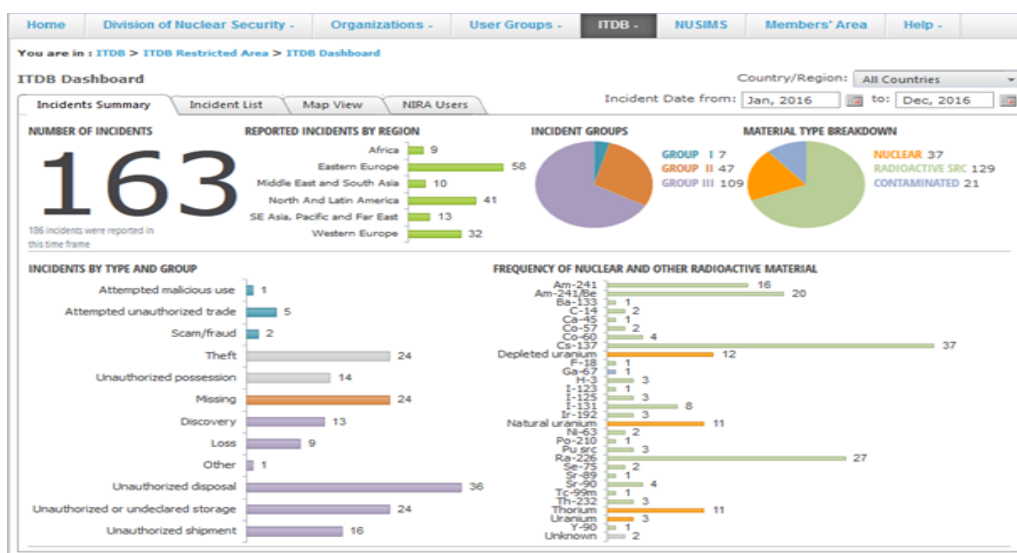 Home Division of Nuclear Security - Organizations - User Groups - ITDB - NUSIMS Members' Area Help -
You are in : ITDB > ITDB Restricted Area > ITDB Dashboard
ITDB Dashboard
Country/Region: All Countries
Incidents Summary Incident List Map View NIRA Users
Incident Date from: Jan, 2016 to: Dec, 2016
NUMBER OF INCIDENTS
163
186 incidents were reported in
this time frame
REPORTED INCIDENTS BY REGION
Africa 9
Eastern Europe 58
Middle East and South Asia 10
North And Latin America 41
SE Asia, Pacific and Far East 13
Western Europe 32
INCIDENT GROUPS
GROUP I 7
GROUP II 47
GROUP III 109
MATERIAL TYPE BREAKDOWN
NUCLEAR 37
RADIOACTIVE SRC 129
CONTAMINATED 21
INCIDENTS BY TYPE AND GROUP
Attempted malicious use 1
Attempted unauthorized trade 5
Scam/fraud 2
Theft 24
Unauthorized possession 14
Missing 24
Discovery 13
Loss 9
Other 1
Unauthorized disposal 36
Unauthorized or undeclared storage 24
Unauthorized shipment 16
FREQUENCY OF NUCLEAR AND OTHER RADIOACTIVE MATERIAL
Am-241 16
Am-241/Be 20
Ba-133 1
C-14 2
Ca-45 1
Co-57 2
Co-60 4
Cs-137 37
Depleted uranium 12
F-18 1
Ga-67 1
H-3 3
I-123 1
I-125 3
I-131 8
Ir-192 3
Natural uranium 11
Ni-63 2
Po-210 1
Pu src 3
Ra-226 27
Se-75 2
Sr-89 1
Sr-90 4
Tc-99m 1
Th-232 3
Thorium 11
Uranium 3
Y-90 1
Unknown 2